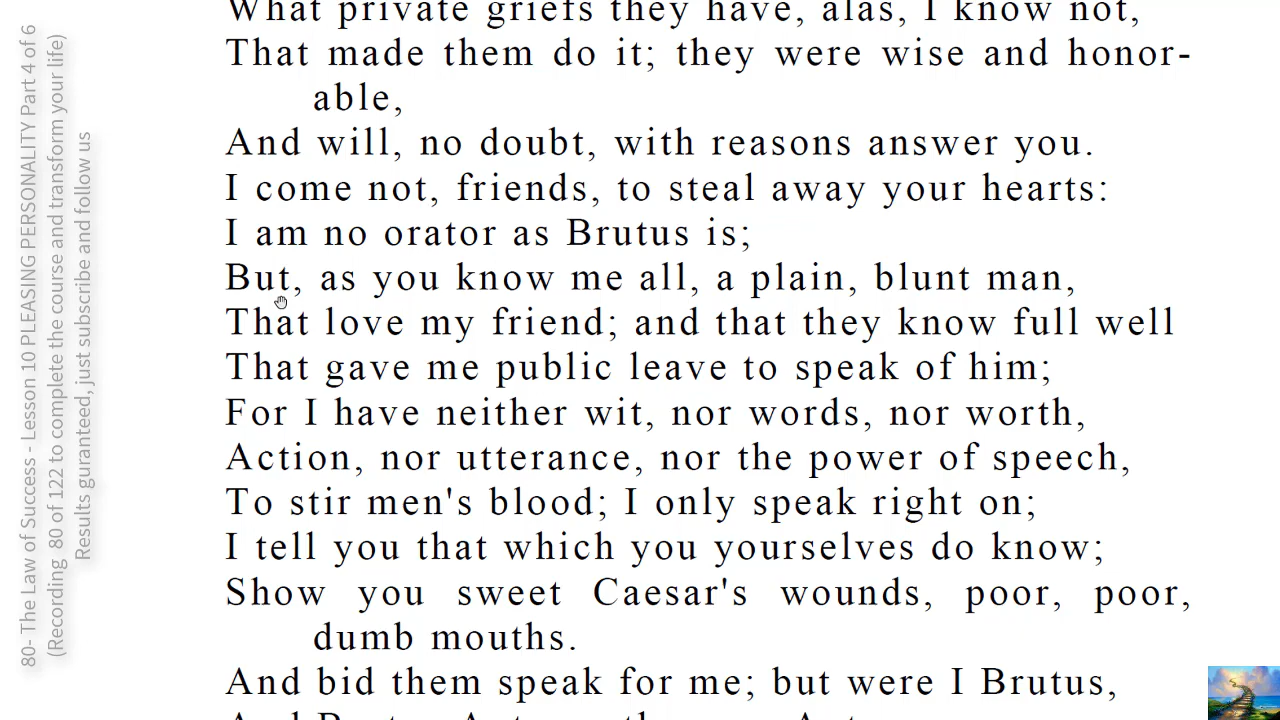 What private griefs they have, alas, I know not,
That made them do it; they were wise and honor-
able,
And will, no doubt, with reasons answer you.
I come not, friends, to steal away your hearts:
I am no orator as Brutus is;
But, as you know me all, a plain, blunt man,
That love my friend; and that they know full well
That gave me public leave to speak of him;
For I have neither wit, nor words, nor worth,
Action, nor utterance, nor the power of speech,
To stir men's blood; I only speak right on;
I tell you that which you yourselves do know;
Show you sweet Caesar's wounds, poor, poor,
dumb mouths.
And bid them speak for me; but were I Brutus,
80- The Law of Success - Lesson 10 PLEASING PERSONALITY Part 4 of 6
(Recording 80 of 122 to complete the course and transform your life)
Results guranteed, just subscribe and follow us